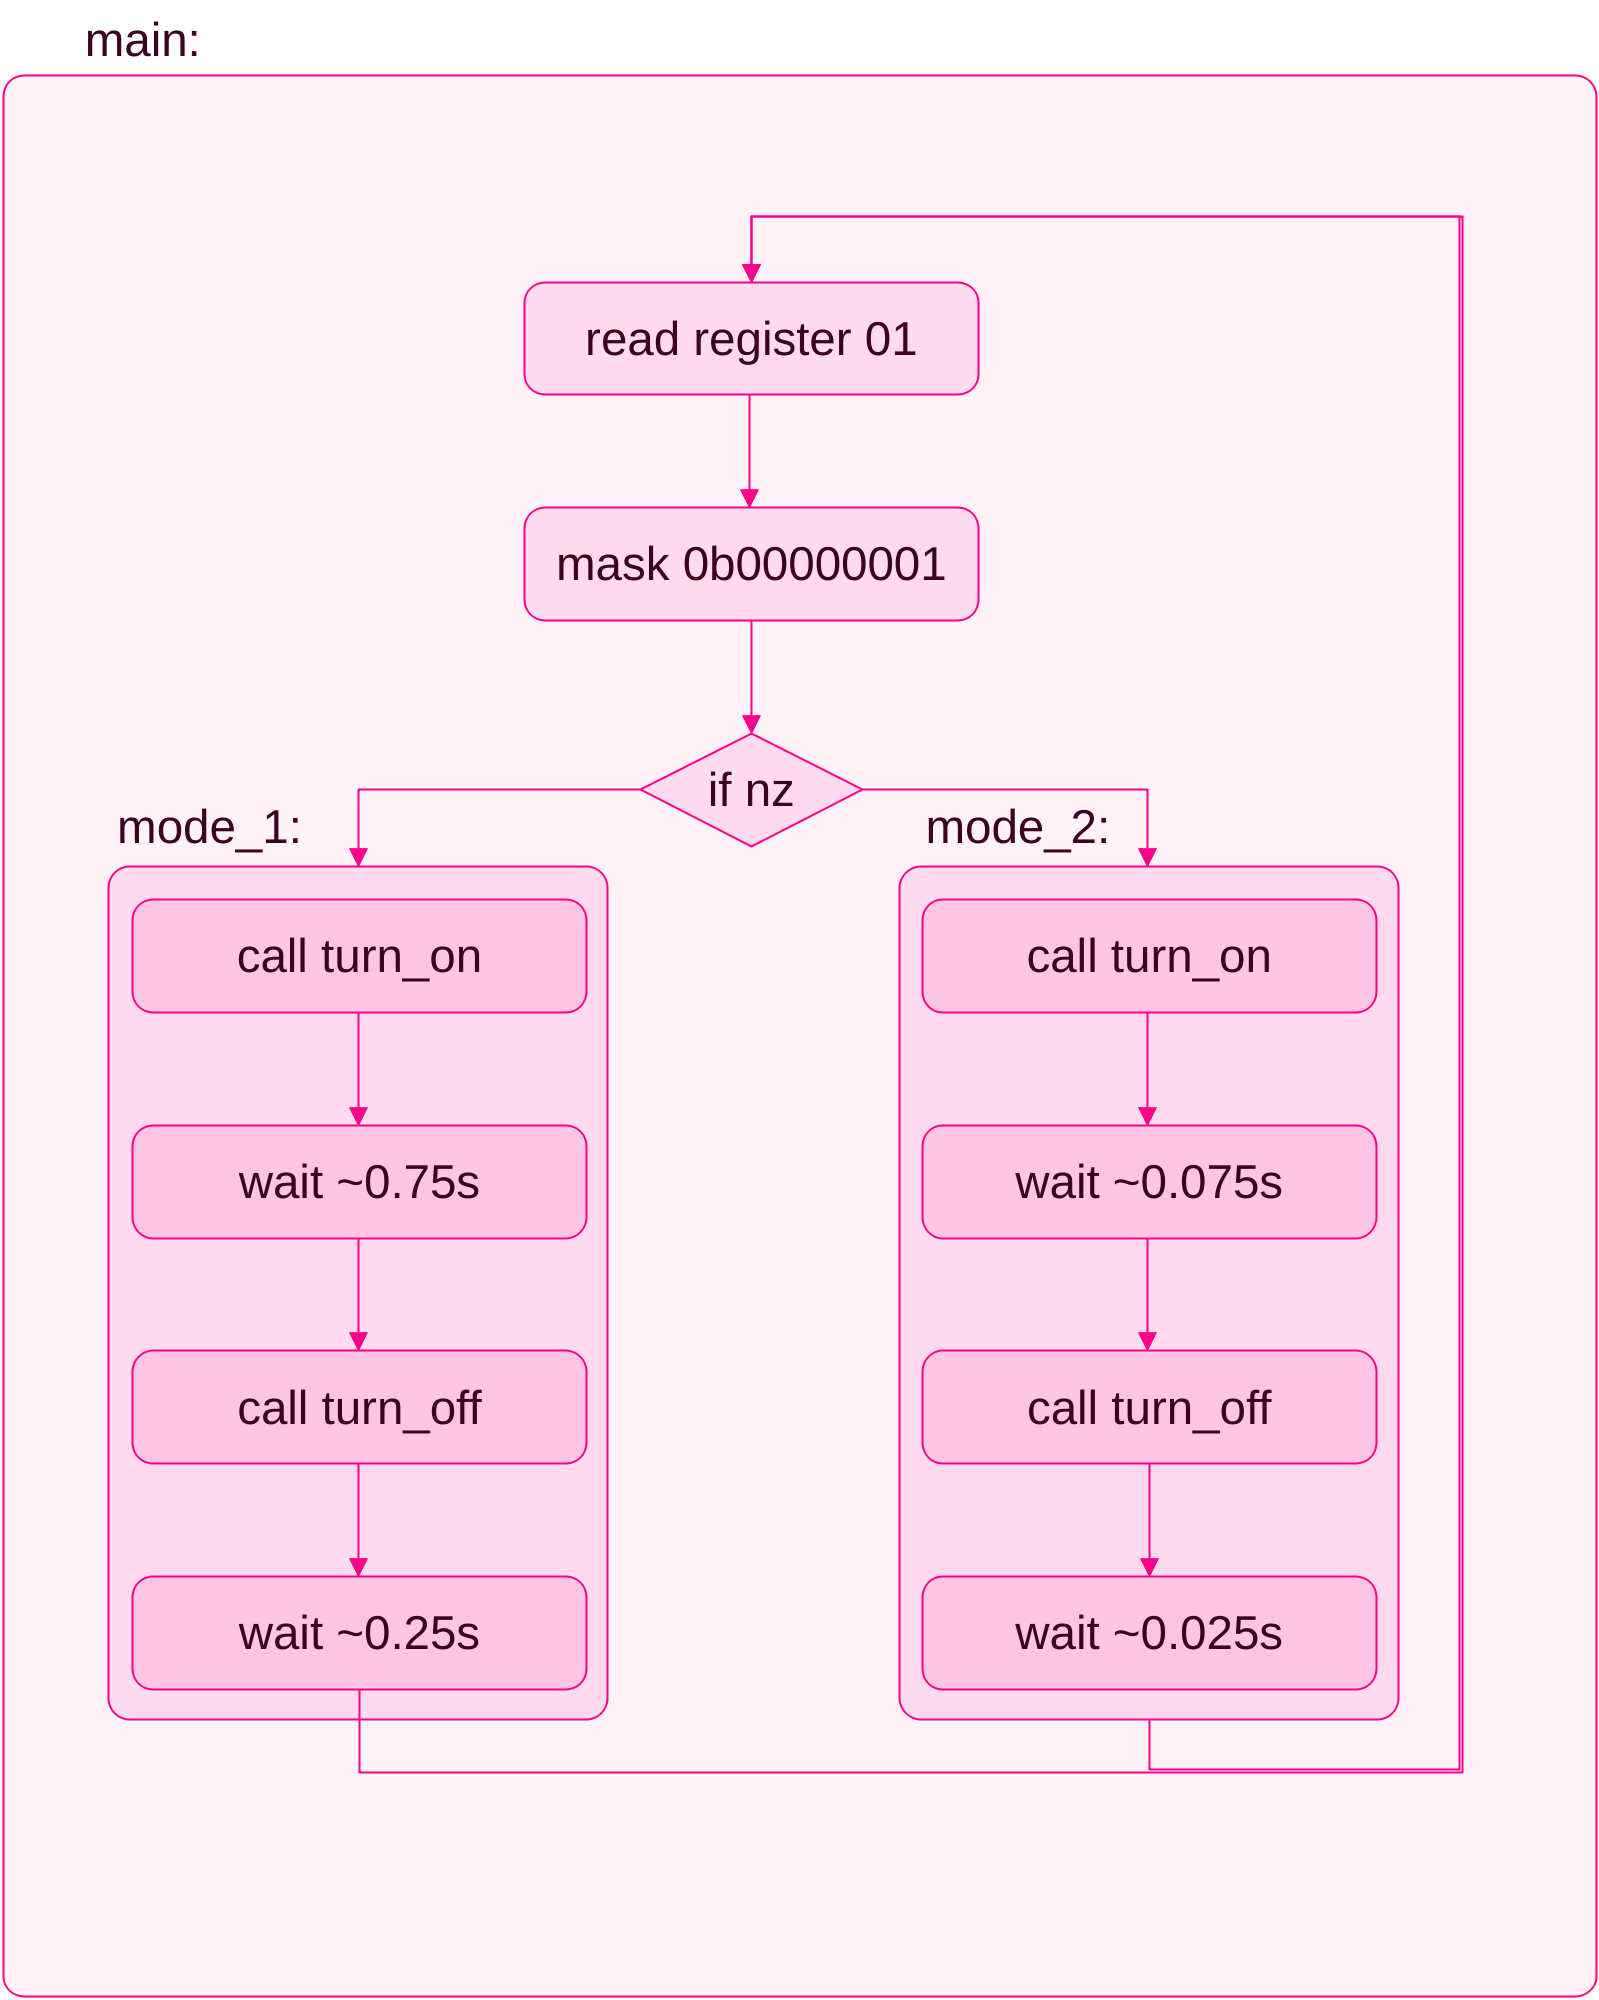 main:
read register 01
mask 0b00000001
if nz
mode_1:
call turn_on
wait ~0.75s
call turn_off
wait ~0.25s
mode_2:
call turn_on
wait ~0.075s
call turn_off
wait ~0.025s